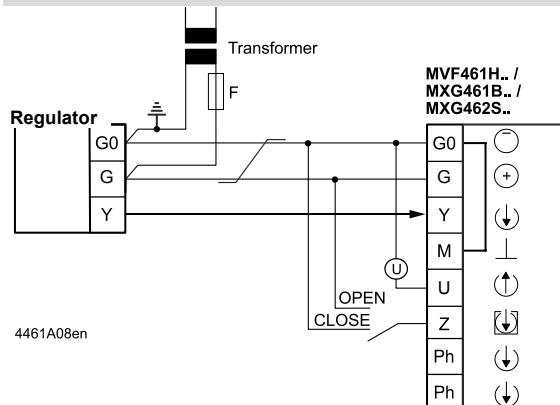 Transformer
F
MVF461H.. /
MXG461B.. /
MXG462S..
Regulator
G0
G
Y
G0
G
Y
M
U
U
OPEN
CLOSE
Z
Ph
Ph
4461A08en